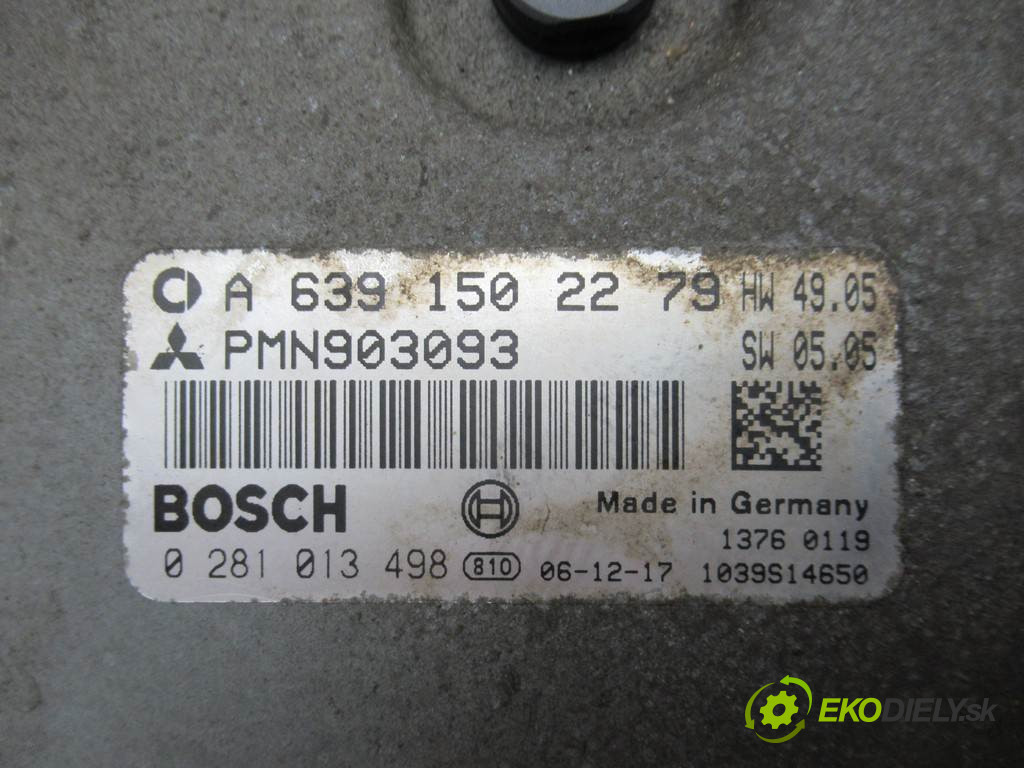 A 639 150 22 79 HW 49.05
PMN903093 SW 05.05
BOSCH Made in Germany
1376 0119
0 281 013 498 810 06-12-17 1039S14650
EKODIELY.sk